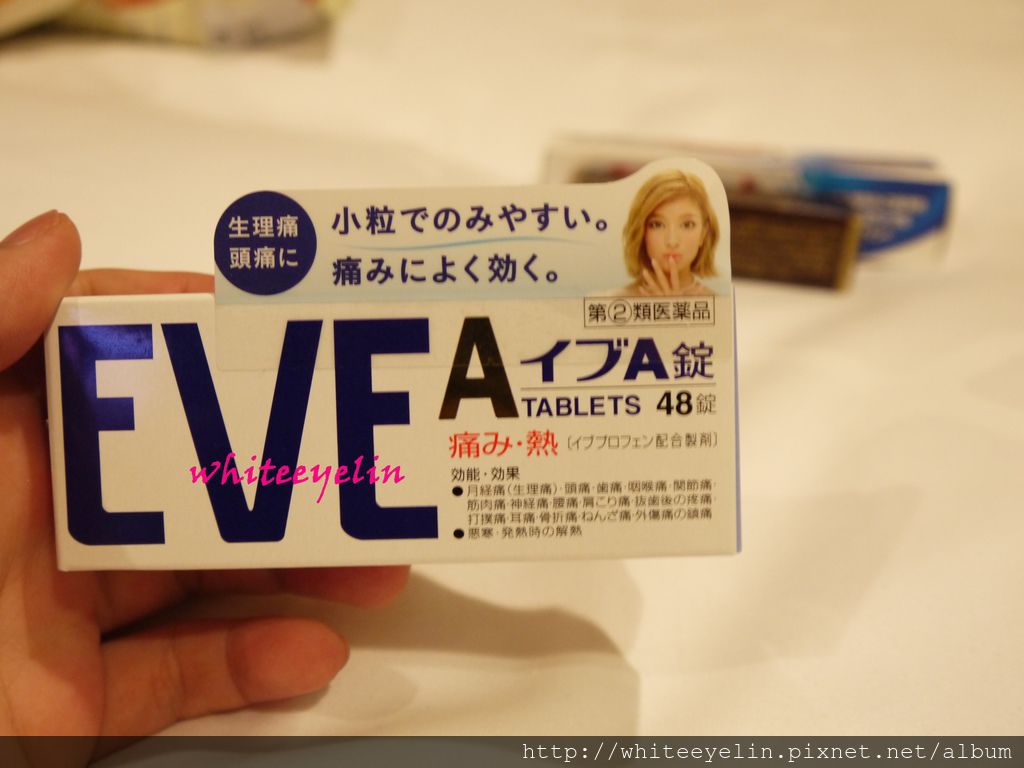 生理痛
頭痛に
小粒でのみやすい。
痛みによく効く。
第②類医薬品
EVE A イブA錠
TABLETS 48錠
痛み・熱 〔イブプロフェン配合製剤〕
効能・効果
●月経痛(生理痛)・頭痛・歯痛・咽喉痛・関節痛・
筋肉痛・神経痛・腰痛・肩こり痛・抜歯後の疼痛・
打撲痛・耳痛・骨折痛・ねんざ痛・外傷痛の鎮痛
●悪寒・発熱時の解熱
whiteeyelin
http://whiteeyelin.pixnet.net/album